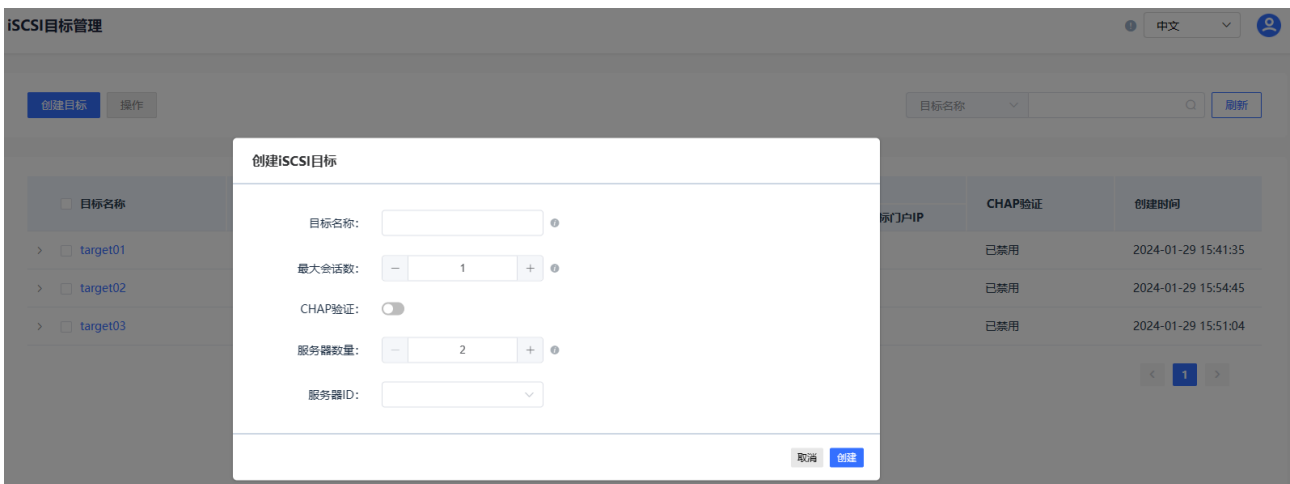 iSCSI目标管理
中文
创建目标 操作 目标名称 刷新
创建iSCSI目标
目标名称 CHAP验证 创建时间
标门户IP
目标名称：
target01 已禁用 2024-01-29 15:41:35
最大会话数： 1
target02 已禁用 2024-01-29 15:54:45
CHAP验证：
target03 已禁用 2024-01-29 15:51:04
服务器数量： 2
1
服务器ID：
取消 创建